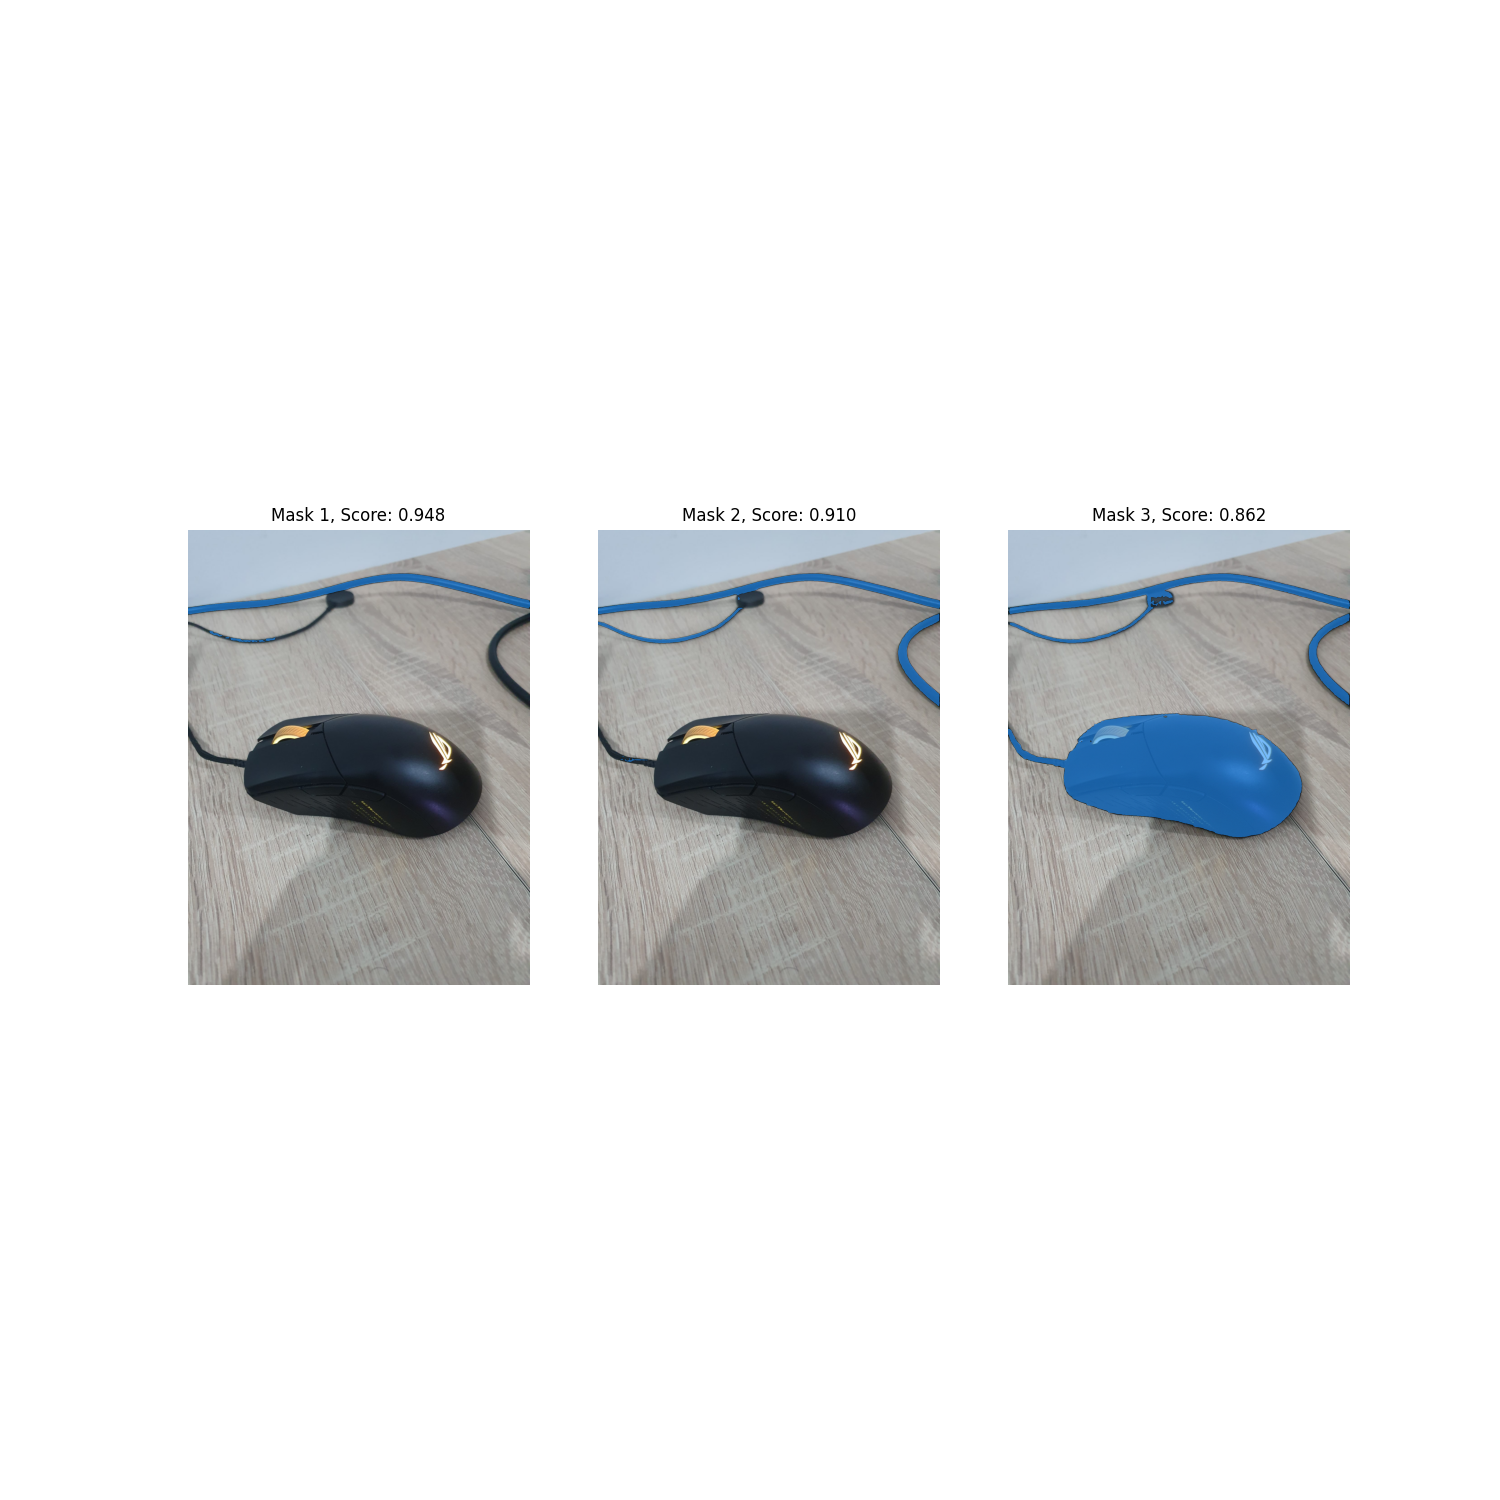 Mask 1, Score: 0.948
Mask 2, Score: 0.910
Mask 3, Score: 0.862